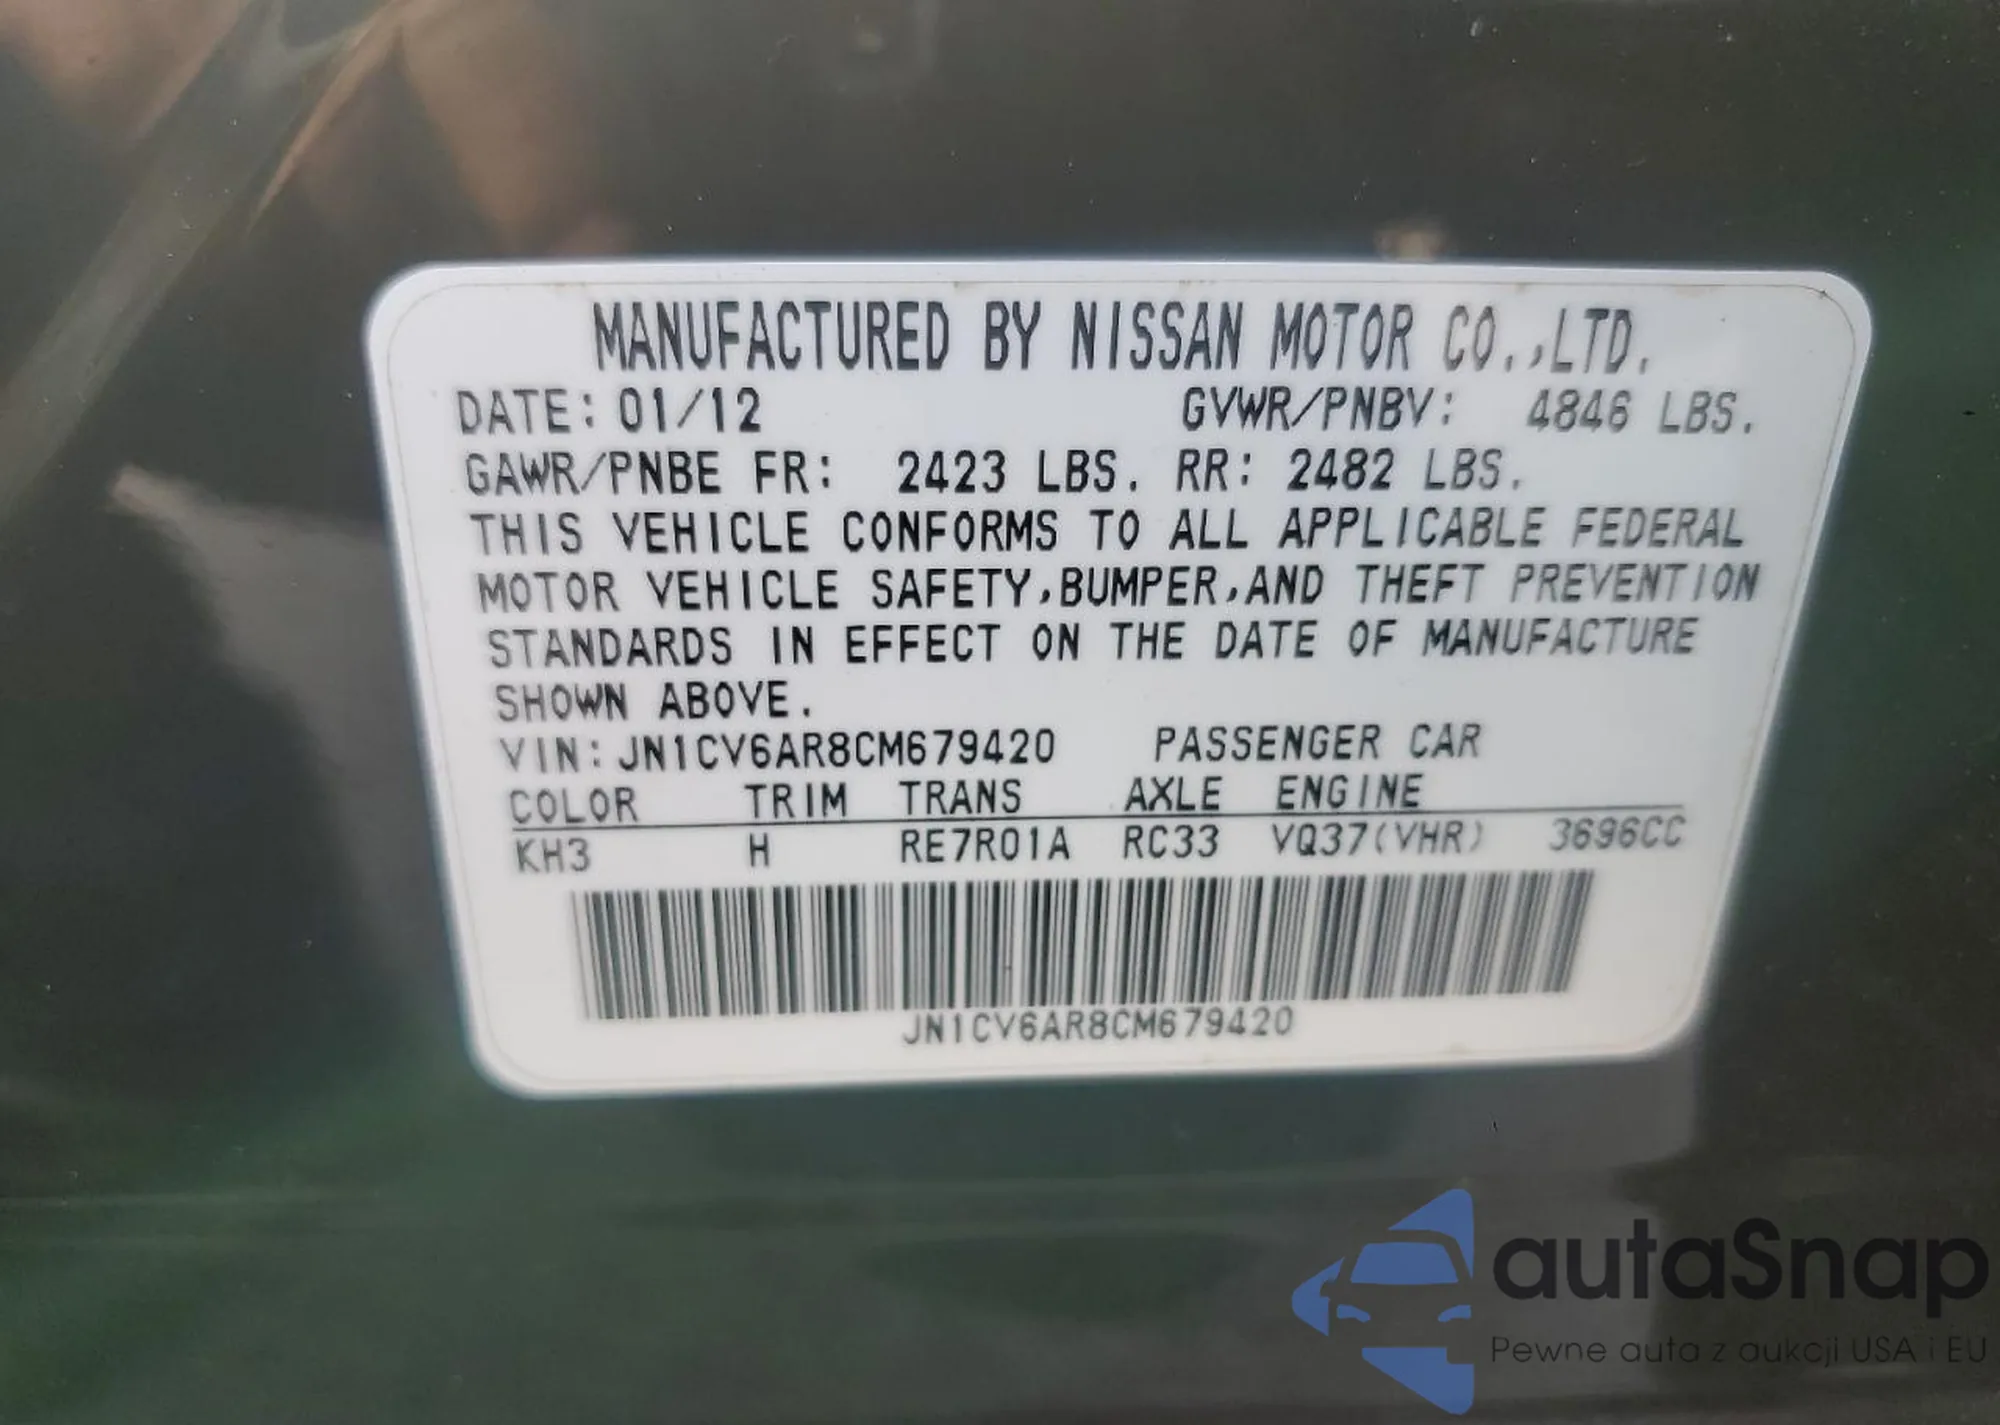 MANUFACTURED BY NISSAN MOTOR CO.,LTD.
DATE: 01/12 GVWR/PNBV: 4846 LBS.
GAWR/PNBE FR: 2423 LBS. RR: 2482 LBS.
THIS VEHICLE CONFORMS TO ALL APPLICABLE FEDERAL
MOTOR VEHICLE SAFETY,BUMPER,AND THEFT PREVENTION
STANDARDS IN EFFECT ON THE DATE OF MANUFACTURE
SHOWN ABOVE.
VIN:JN1CV6AR8CM679420 PASSENGER CAR
COLOR TRIM TRANS AXLE ENGINE
KH3 H RE7R01A RC33 VQ37(VHR) 3696CC
JN1CV6AR8CM679420
autaSnap
Pewne auta z aukcji USA i EU